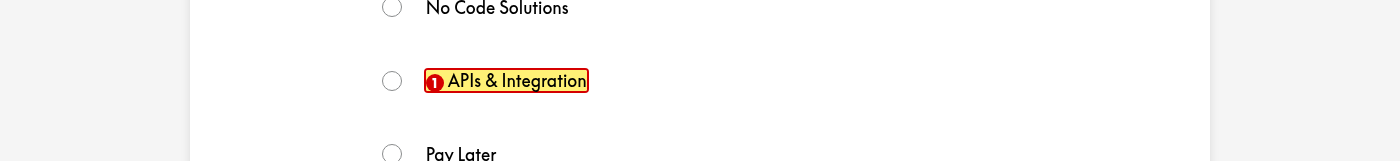 No Code Solutions
1 APIs & Integration
Pay Later